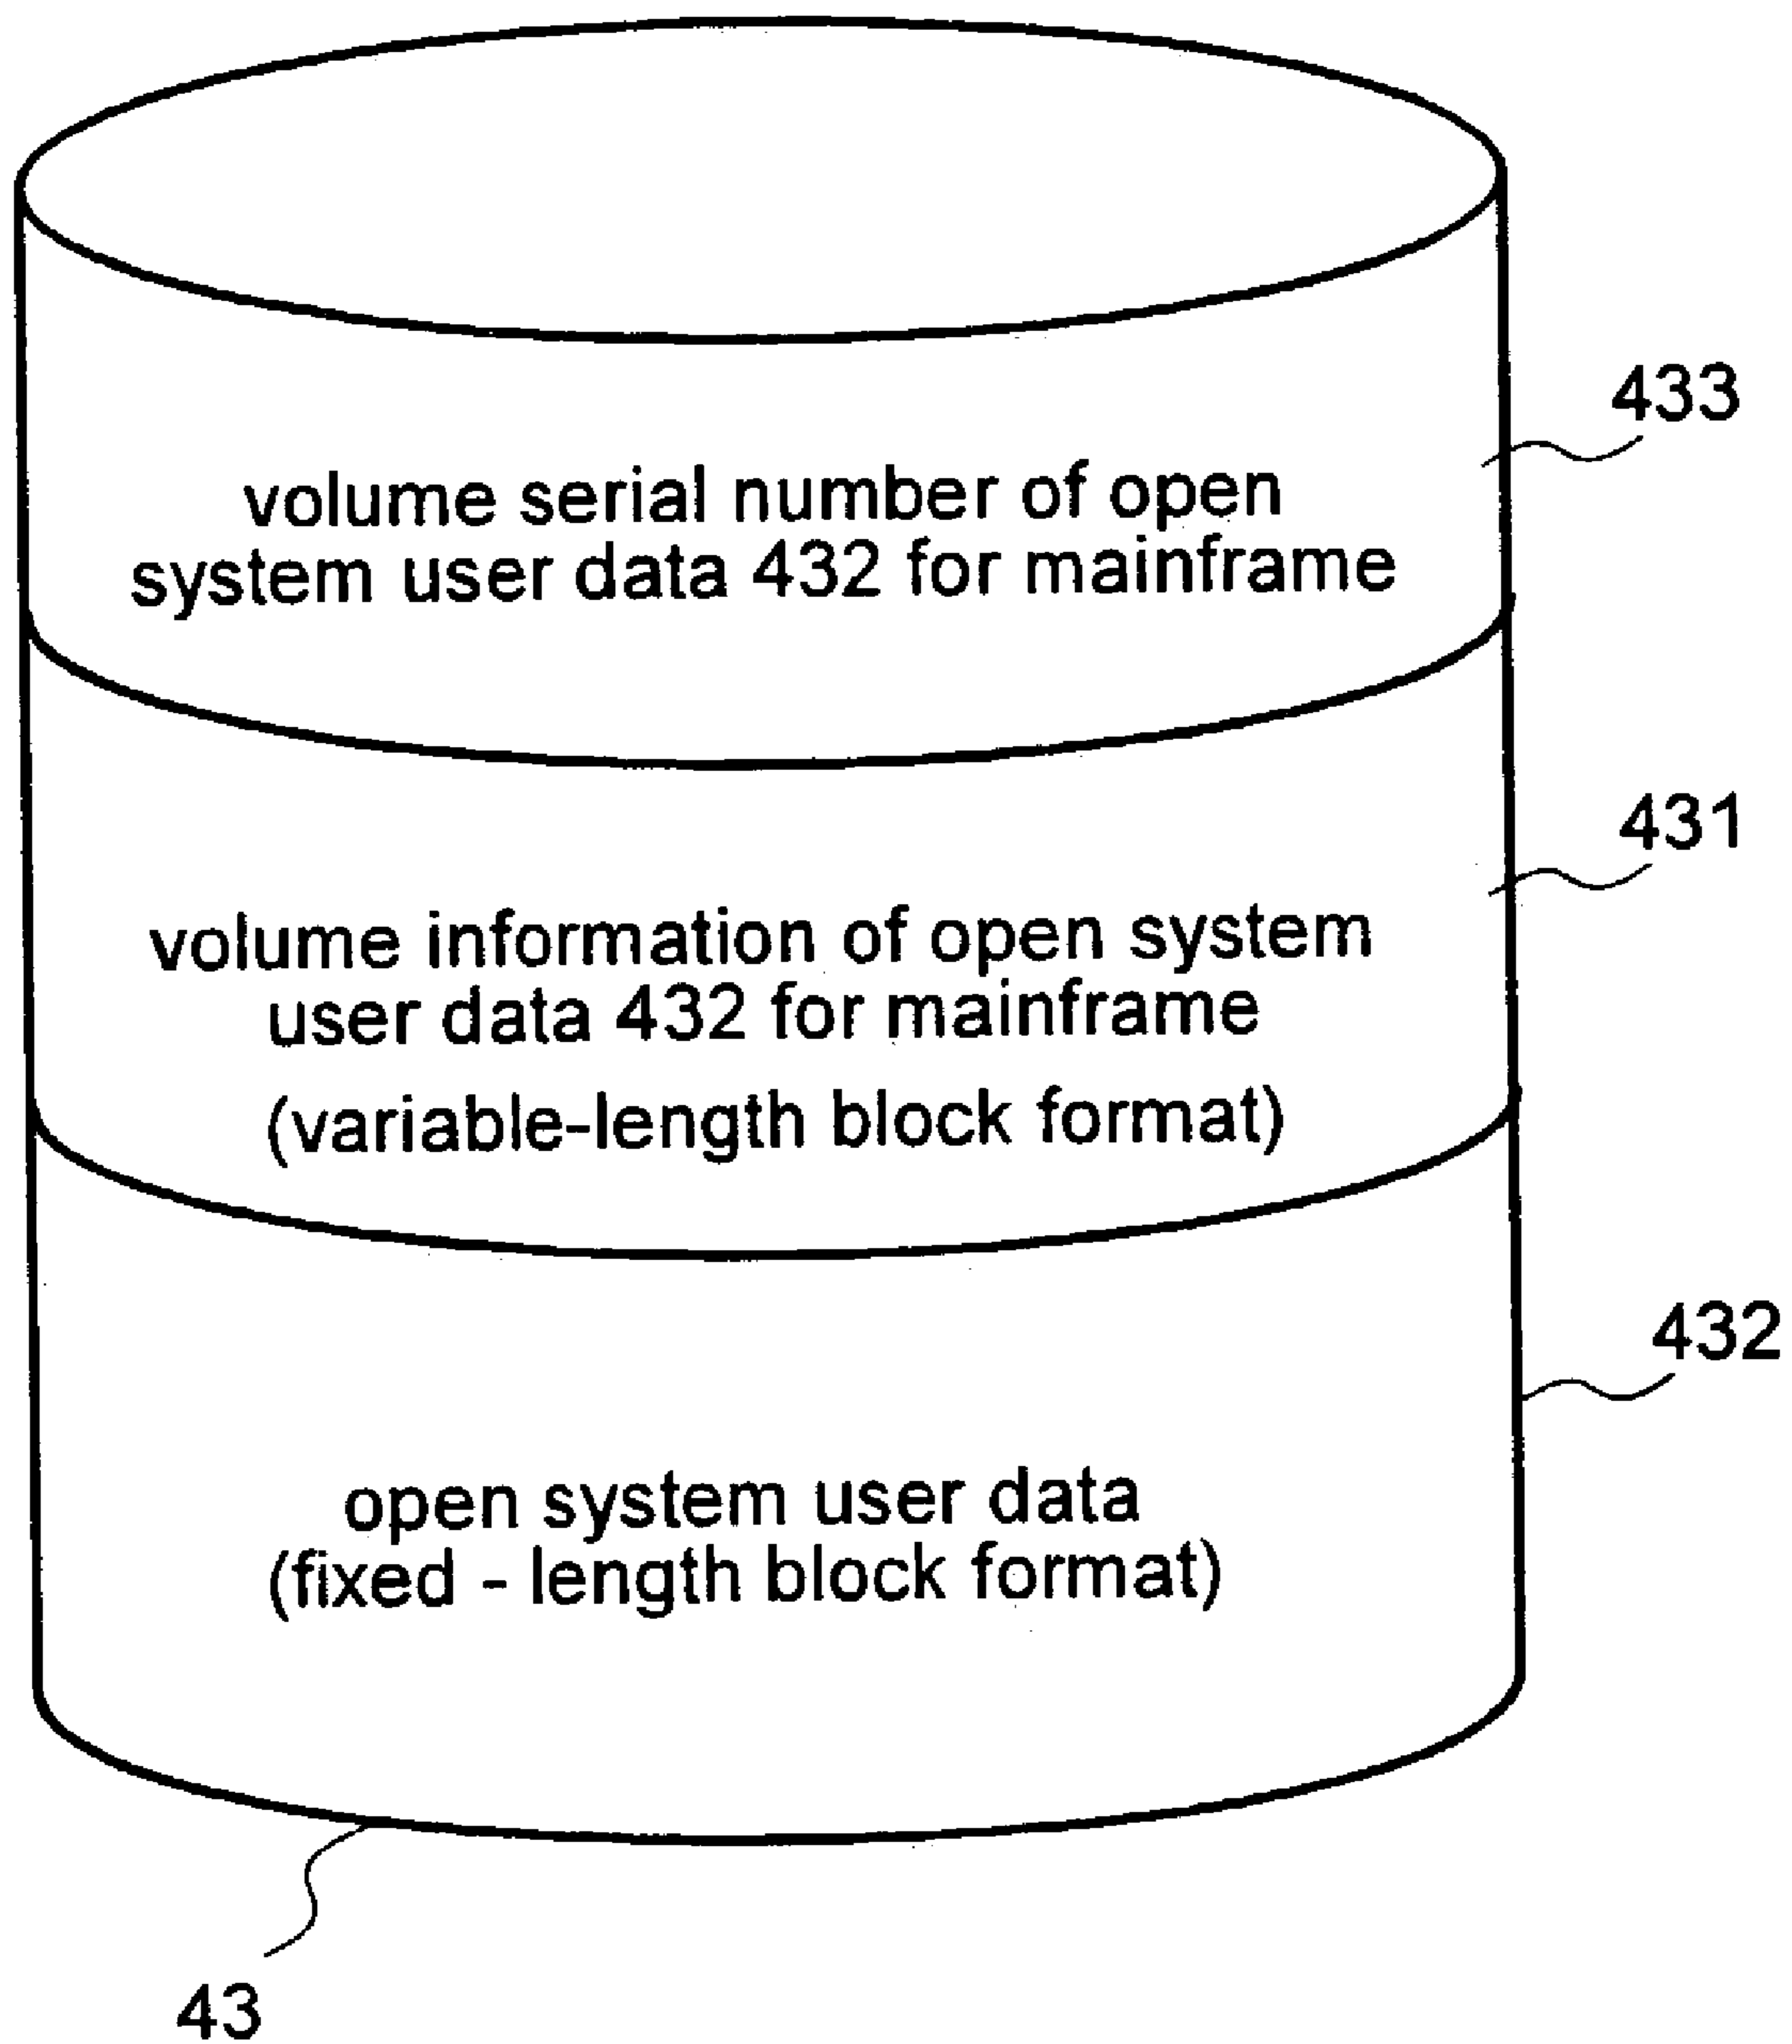 433
volume serial number of open
system user data 432 for mainframe
431
volume information of open system
user data 432 for mainframe
(variable-length block format)
432
open system user data
(fixed - length block format)
43